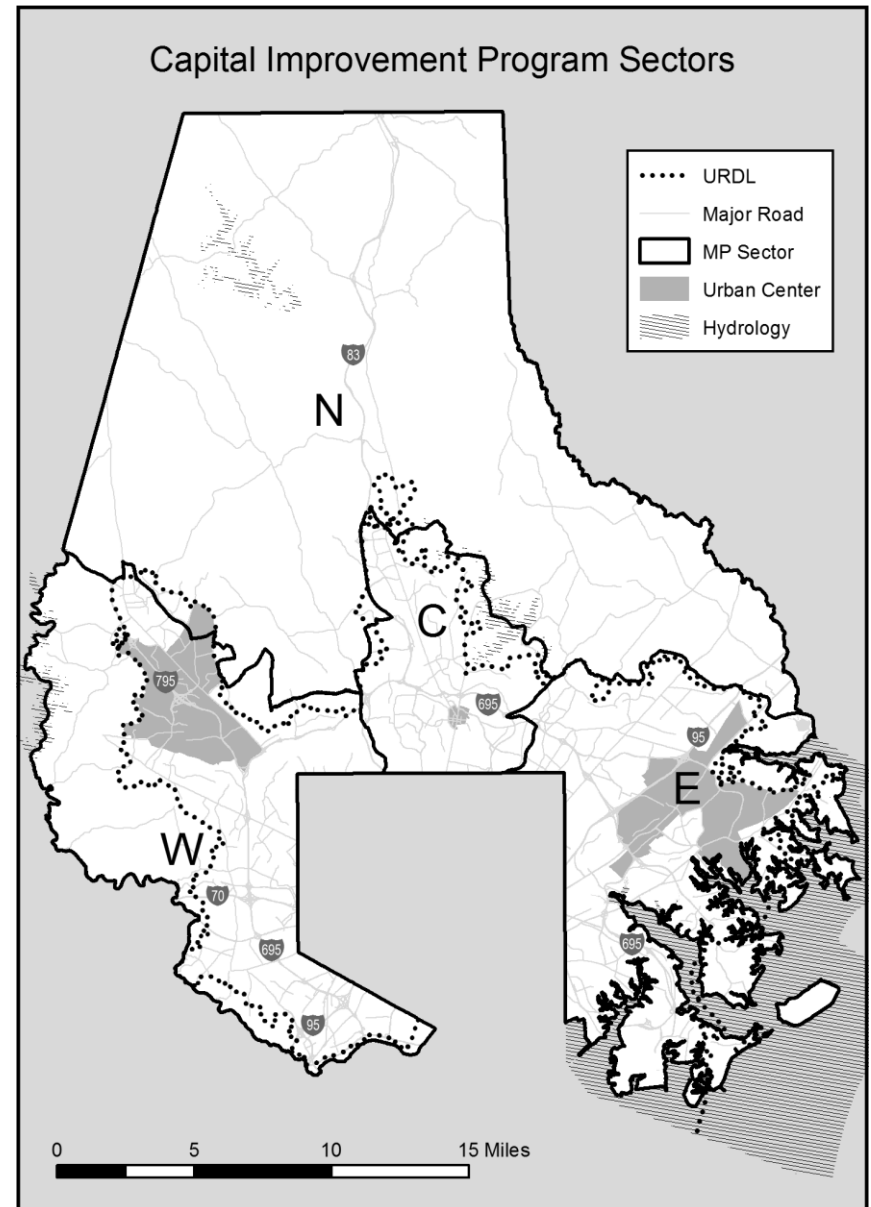 Capital Improvement Program Sectors
URDL
Major Road
MP Sector
Urban Center
Hydrology
83
N
C
795
695
95
E
W
70
695
695
95
0 5 10 15 Miles